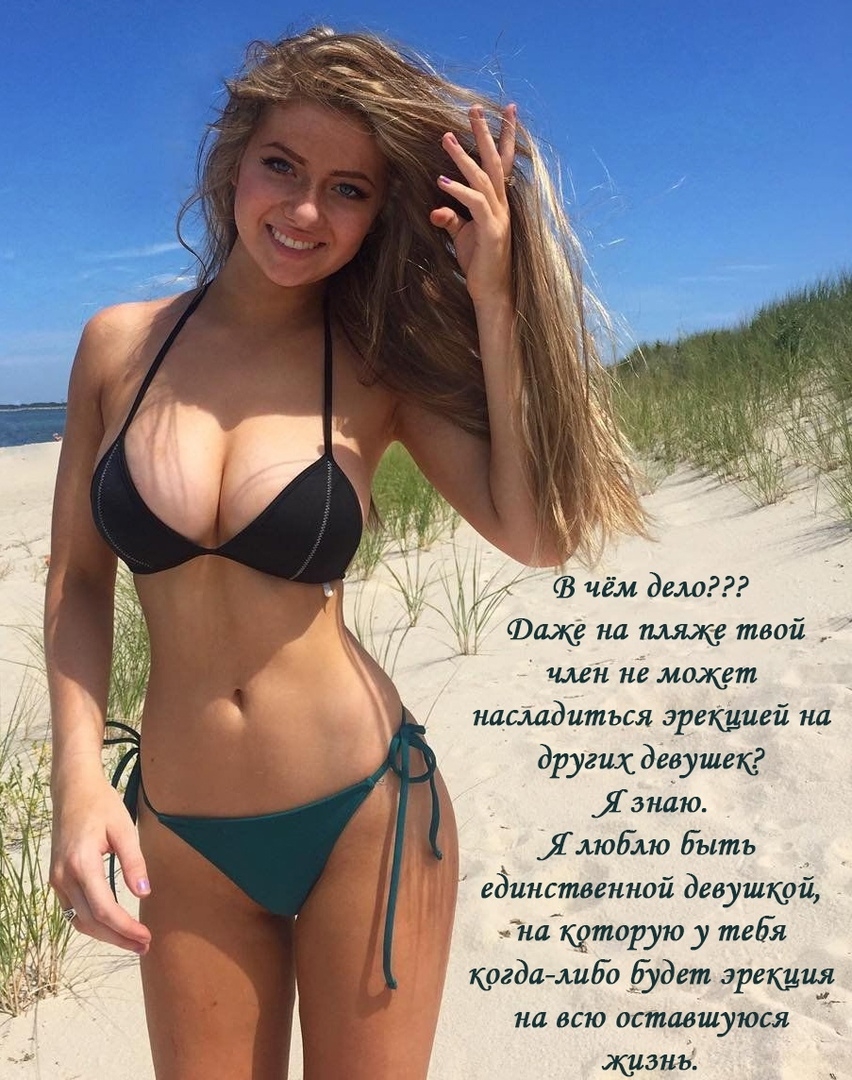 В чём дело???
Даже на пляже твой
член не может
насладиться эрекцией на
других девушек?
Я знаю.
Я люблю быть
единственной девушкой,
на которую у тебя
когда-либо будет эрекция
на всю оставшуюся
жизнь.